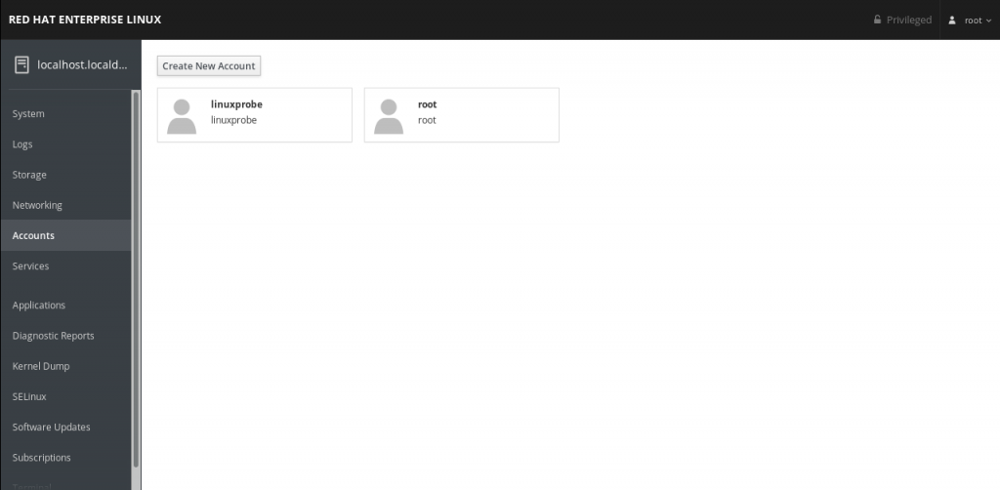 RED HAT ENTERPRISE LINUX
Privileged
root
localhost.locald...
System
Logs
Storage
Networking
Accounts
Services
Applications
Diagnostic Reports
Kernel Dump
SELinux
Software Updates
Subscriptions
Terminal
Create New Account
linuxprobe
linuxprobe
root
root